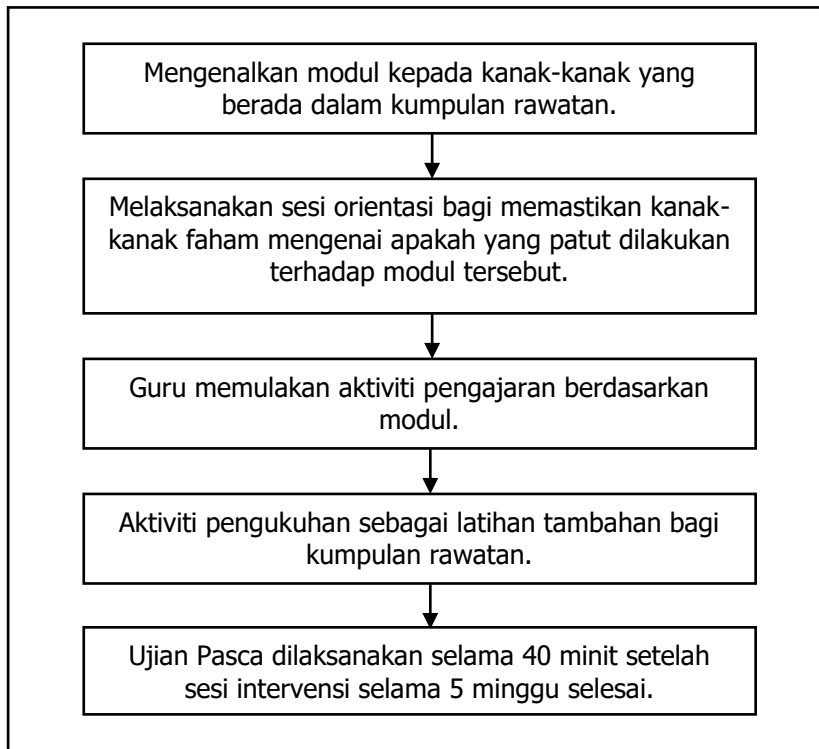 Mengenalkan modul kepada kanak-kanak yang
berada dalam kumpulan rawatan.
Melaksanakan sesi orientasi bagi memastikan kanak-
kanak faham mengenai apakah yang patut dilakukan
terhadap modul tersebut.
Guru memulakan aktiviti pengajaran berdasarkan
modul.
Aktiviti pengukuhan sebagai latihan tambahan bagi
kumpulan rawatan.
Ujian Pasca dilaksanakan selama 40 minit setelah
sesi intervensi selama 5 minggu selesai.